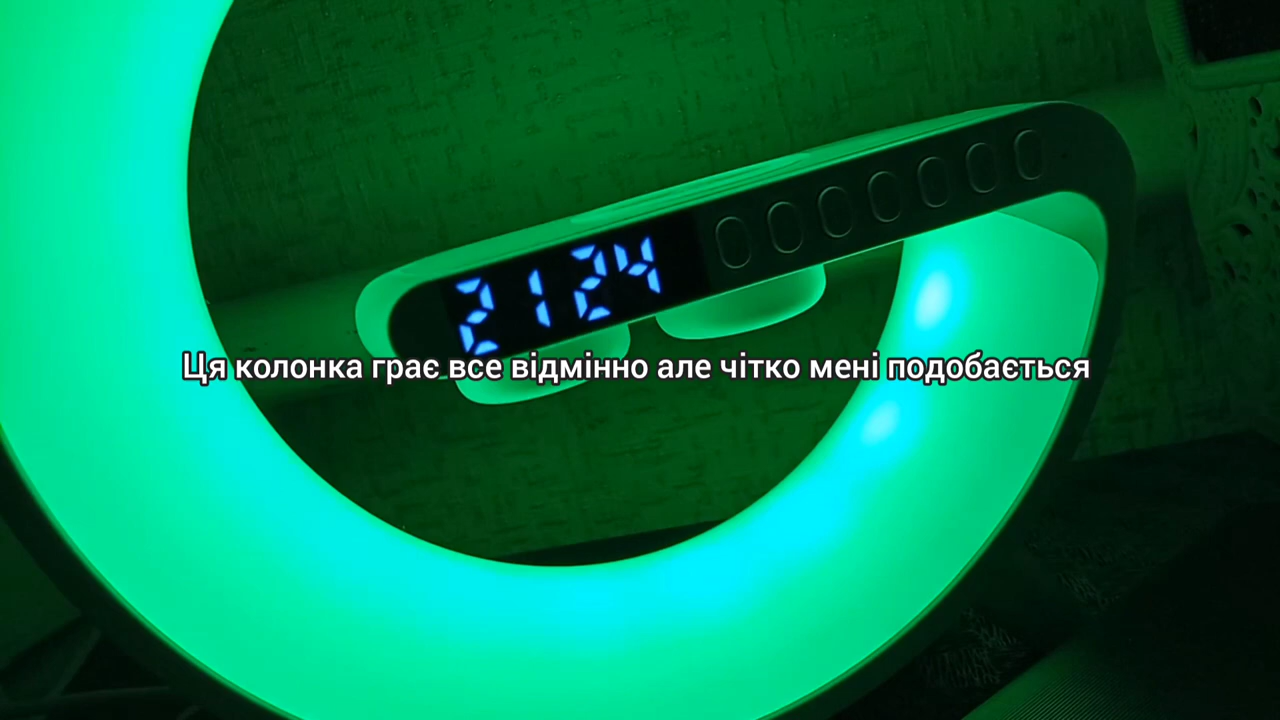 2124
Ця колонка грає все відмінно але чітко мені подобається